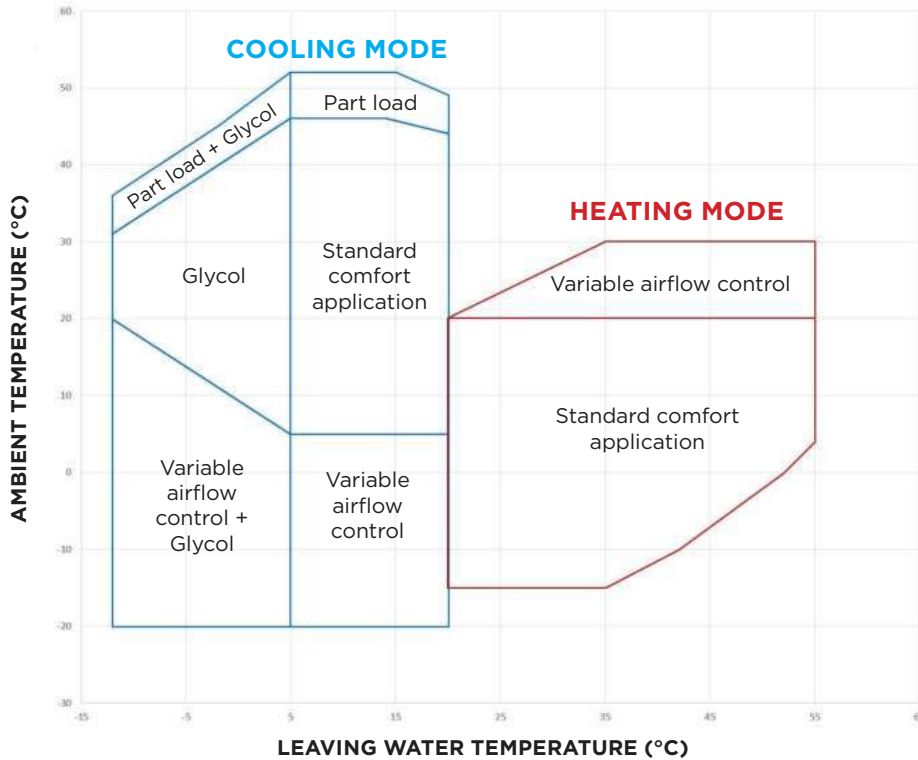 60
COOLING MODE
50
Part load
Part load + Glycol
40
HEATING MODE
30
Glycol
Standard
comfort
application
Variable airflow control
20
10
Standard comfort
application
Variable
airflow
control +
Glycol
Variable
airflow
control
0
-10
-20
-30
-15
-5
5
15
25
35
45
55
AMBIENT TEMPERATURE (°C)
LEAVING WATER TEMPERATURE (°C)